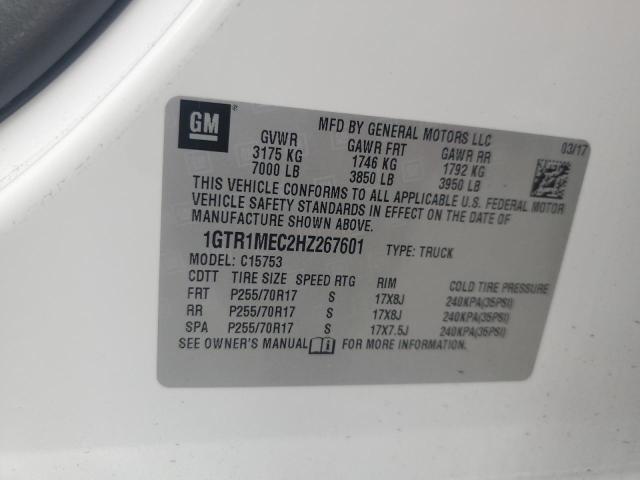 GM
MFD BY GENERAL MOTORS LLC 03/17
GVWR GAWR FRT GAWR RR
3175 KG 1746 KG 1792 KG
7000 LB 3850 LB 3950 LB
THIS VEHICLE CONFORMS TO ALL APPLICABLE U.S. FEDERAL MOTOR
VEHICLE SAFETY STANDARDS IN EFFECT ON THE DATE OF
MANUFACTURE SHOWN ABOVE.
1GTR1MEC2HZ267601 TYPE: TRUCK
MODEL: C15753
CDTT TIRE SIZE SPEED RTG RIM COLD TIRE PRESSURE
FRT P255/70R17 S 17X8J 240KPA(35PSI)
RR P255/70R17 S 17X8J 240KPA(35PSI)
SPA P255/70R17 S 17X7.5J 240KPA(35PSI)
SEE OWNER'S MANUAL FOR MORE INFORMATION.